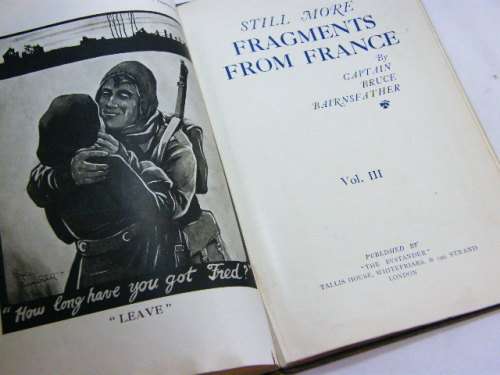 "How long have you got Fred?"
"LEAVE"
STILL MORE
FRAGMENTS
FROM FRANCE
By
CAPTAIN
BRUCE
BAIRNSFATHER
Vol. III
PUBLISHED BY
"THE BYSTANDER"
TALLIS HOUSE, WHITEFRIARS, & 190 STRAND
LONDON